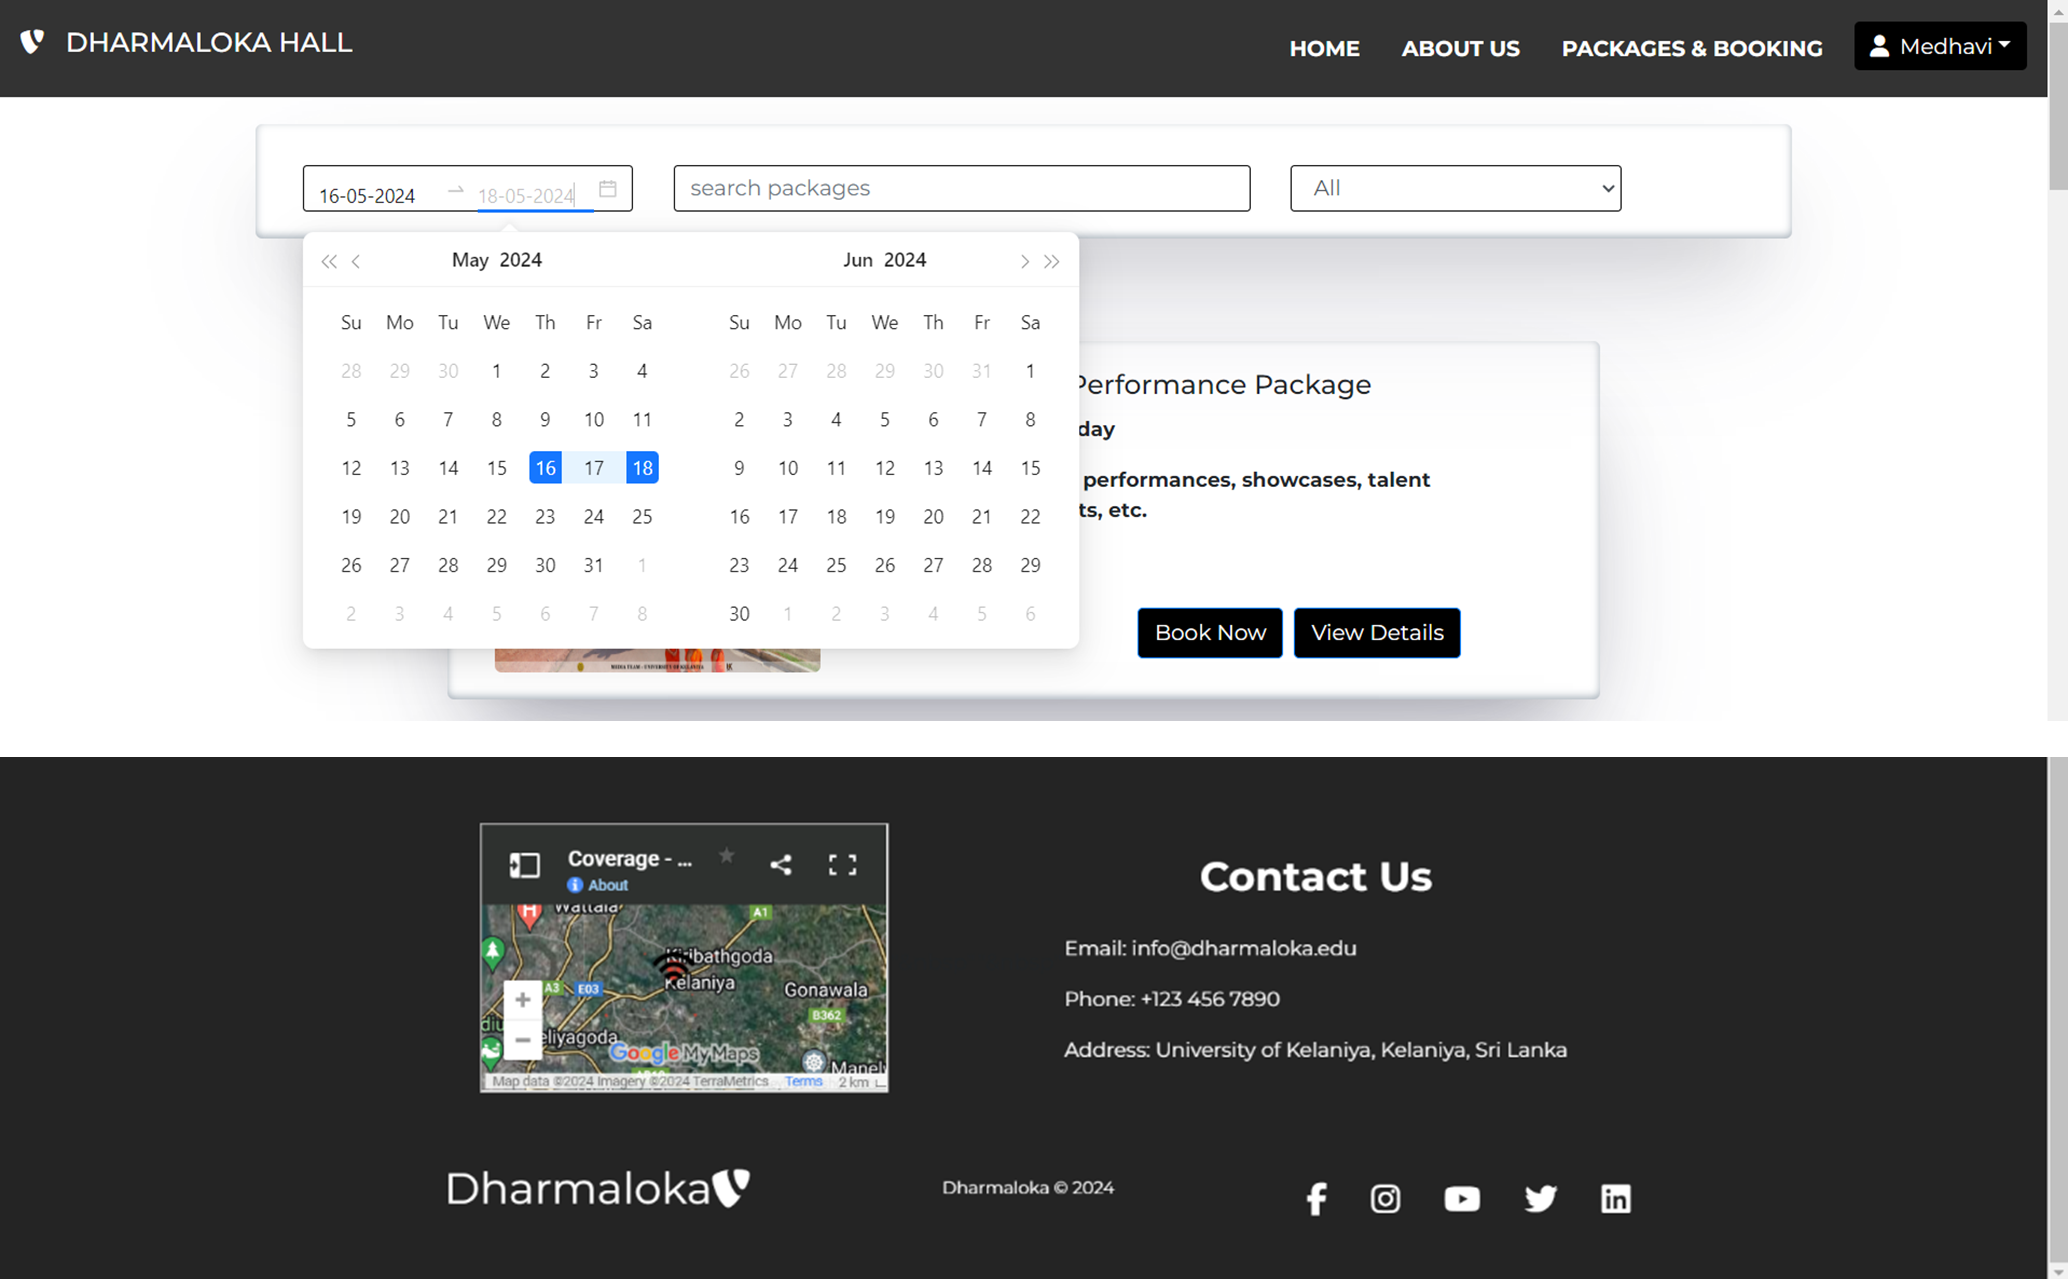 DHARMALOKA HALL
HOME ABOUT US PACKAGES & BOOKING Medhavi
16-05-2024 18-05-2024 search packages All
May 2024
Su Mo Tu We Th Fr Sa
28 29 30 1 2 3 4
5 6 7 8 9 10 11
12 13 14 15 16 17 18
19 20 21 22 23 24 25
26 27 28 29 30 31 1
2 3 4 5 6 7 8
Jun 2024
Su Mo Tu We Th Fr Sa
26 27 28 29 30 31 1
2 3 4 5 6 7 8
9 10 11 12 13 14 15
16 17 18 19 20 21 22
23 24 25 26 27 28 29
30 1 2 3 4 5 6
Performance Package
day
performances, showcases, talent
ts, etc.
Book Now View Details
MEDIA TEAM - UNIVERSITY OF KELANIYA
Coverage - ...
About
Wattala
A1
Kiribathgoda
Kelaniya
A3 E03
Gonawala
B362
eliyagoda
Google My Maps
Manel
Map data ©2024 Imagery ©2024 TerraMetrics Terms 2 km
Contact Us
Email: info@dharmaloka.edu
Phone: +123 456 7890
Address: University of Kelaniya, Kelaniya, Sri Lanka
Dharmaloka
Dharmaloka © 2024